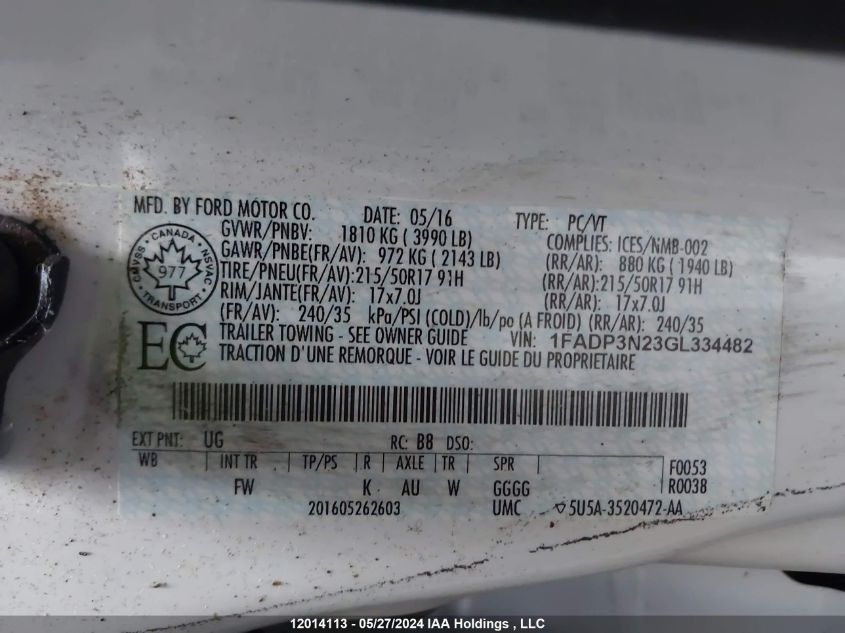 MFD. BY FORD MOTOR CO. DATE: 05/16 TYPE: PC/VT
GVWR/PNBV: 1810 KG ( 3990 LB) COMPLIES: ICES/NMB-002
GAWR/PNBE(FR/AV): 972 KG ( 2143 LB) (RR/AR): 880 KG ( 1940 LB)
TIRE/PNEU(FR/AV):215/50R17 91H (RR/AR):215/50R17 91H
RIM/JANTE(FR/AV): 17x7.0J (RR/AR): 17x7.0J
(FR/AV): 240/35 kPa/PSI (COLD)/lb/po (A FROID) (RR/AR): 240/35
TRAILER TOWING - SEE OWNER GUIDE VIN: 1FADP3N23GL334482
TRACTION D'UNE REMORQUE - VOIR LE GUIDE DU PROPRIETAIRE
CANADA
CMVSS 977 NSVAC
TRANSPORT
EC
EXT PNT: UG RC: B8 DSO:
WB INT TR TP/PS R AXLE TR SPR F0053
FW K AU W GGGG R0038
201605262603 UMC ▽5U5A-3520472-AA
12014113 - 05/27/2024 IAA Holdings , LLC